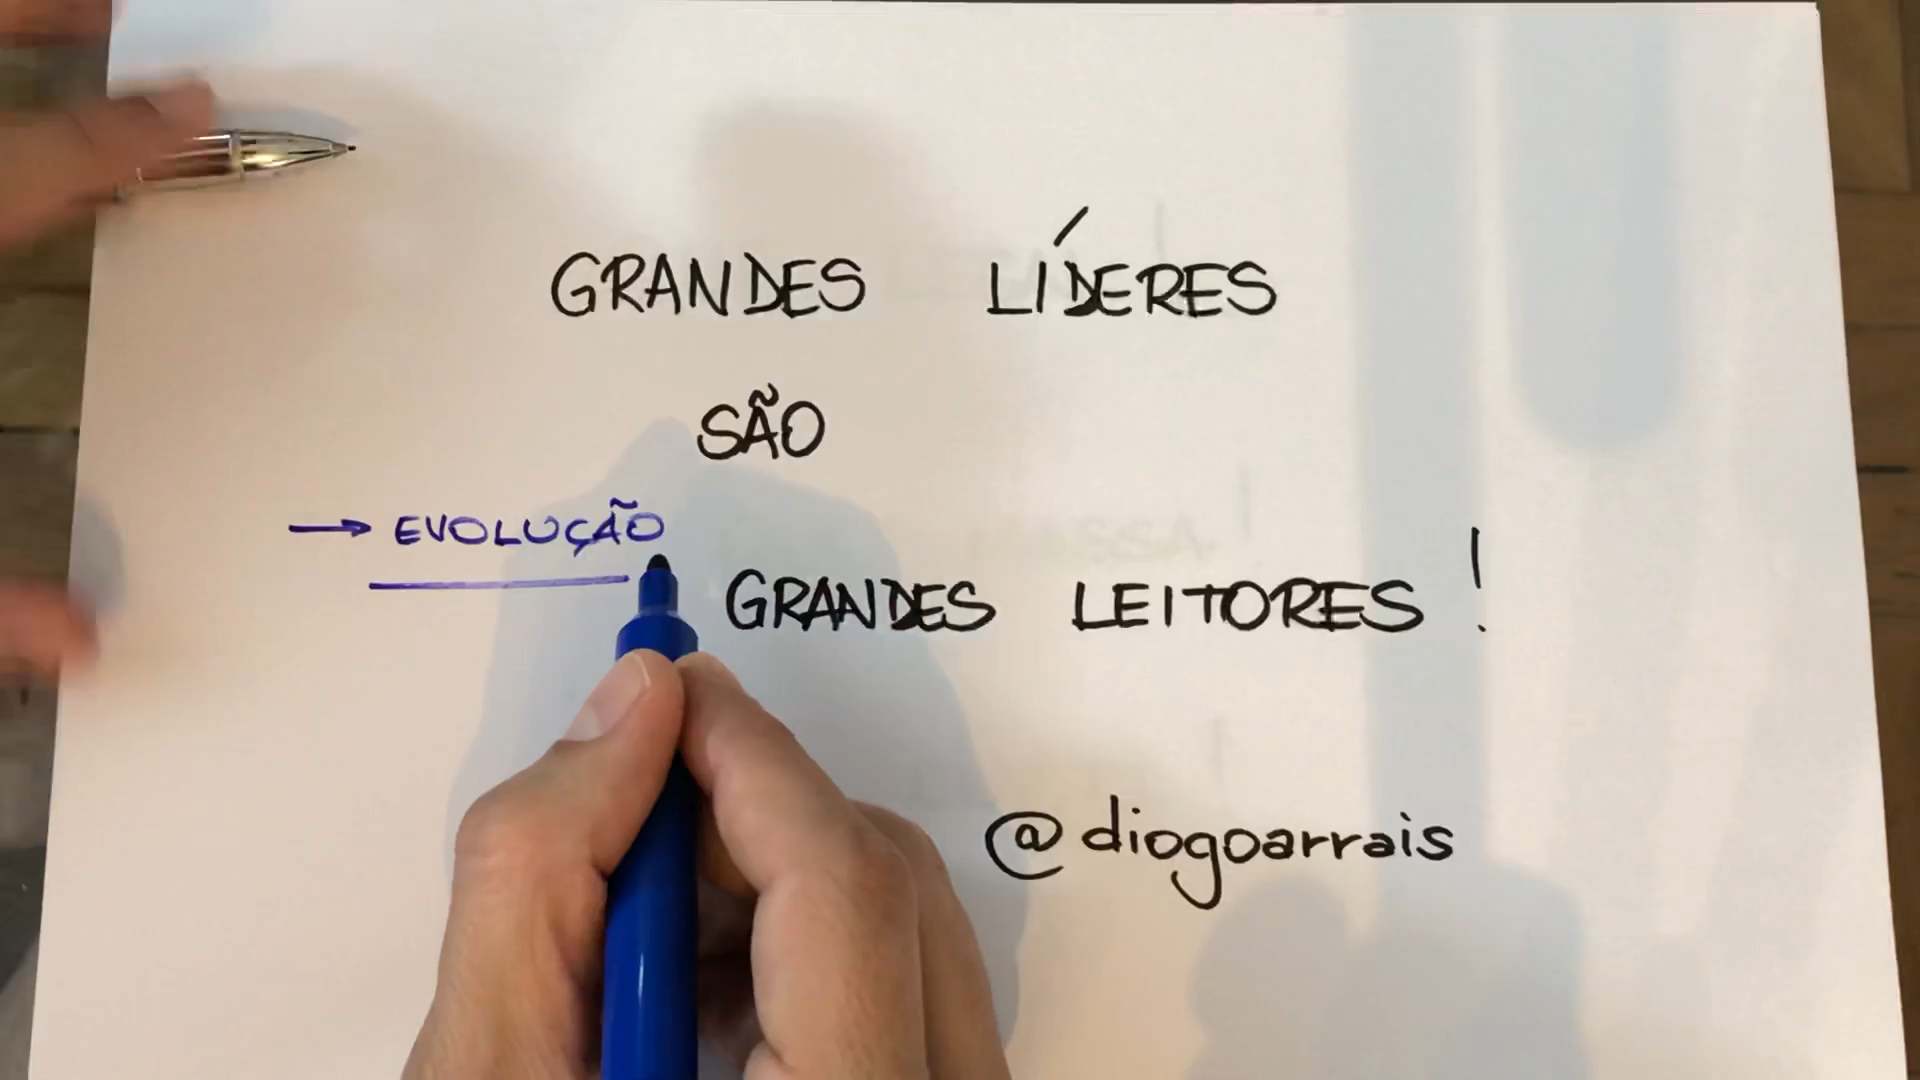 GRANDES LÍDERES
SÃO
→ EVOLUÇÃO
GRANDES LEITORES!
@diogoarrais